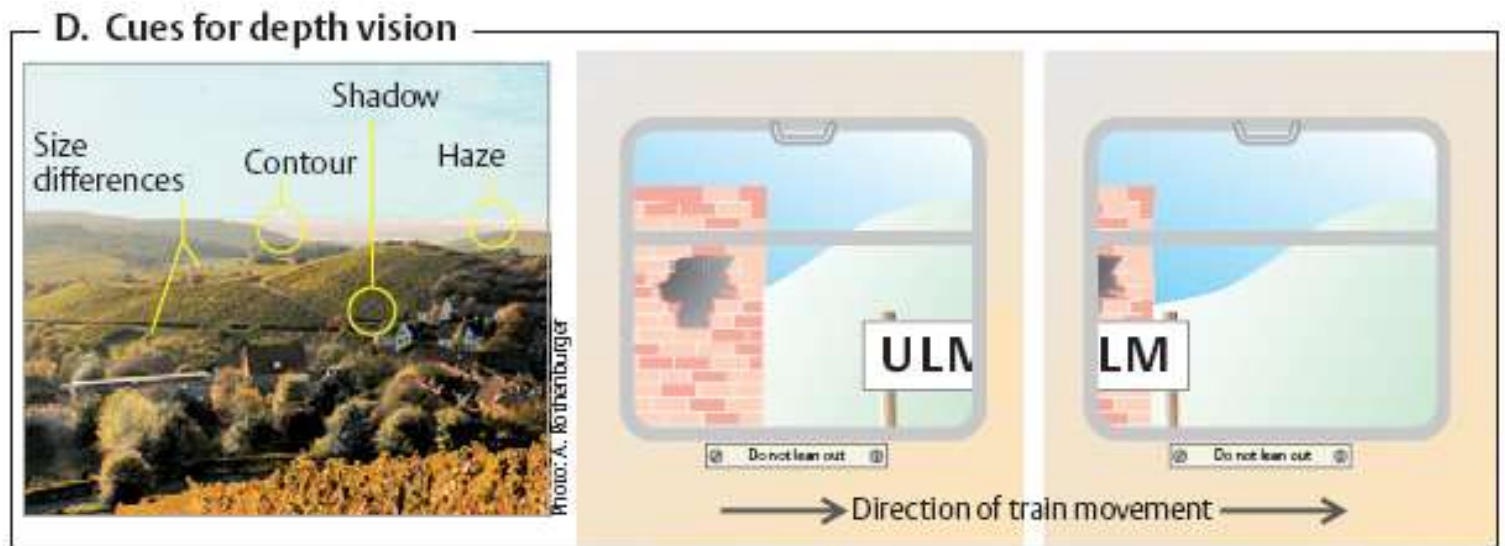 D. Cues for depth vision
Shadow
Size
differences
Contour
Haze
Photo: A. Rothenburger
ULM
LM
Do not lean out
Do not lean out
Direction of train movement